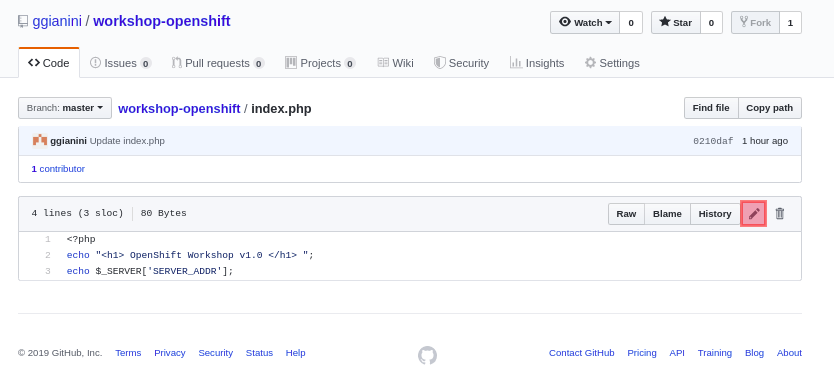 ggianini / workshop-openshift Watch 0 Star 0 Fork 1
Code Issues 0 Pull requests 0 Projects 0 Wiki Security Insights Settings
Branch: master workshop-openshift / index.php Find file Copy path
ggianini Update index.php 0210daf 1 hour ago
1 contributor
4 lines (3 sloc) 80 Bytes Raw Blame History
1 <?php
2 echo "<h1> OpenShift Workshop v1.0 </h1> ";
3 echo $_SERVER['SERVER_ADDR'];
© 2019 GitHub, Inc. Terms Privacy Security Status Help Contact GitHub Pricing API Training Blog About